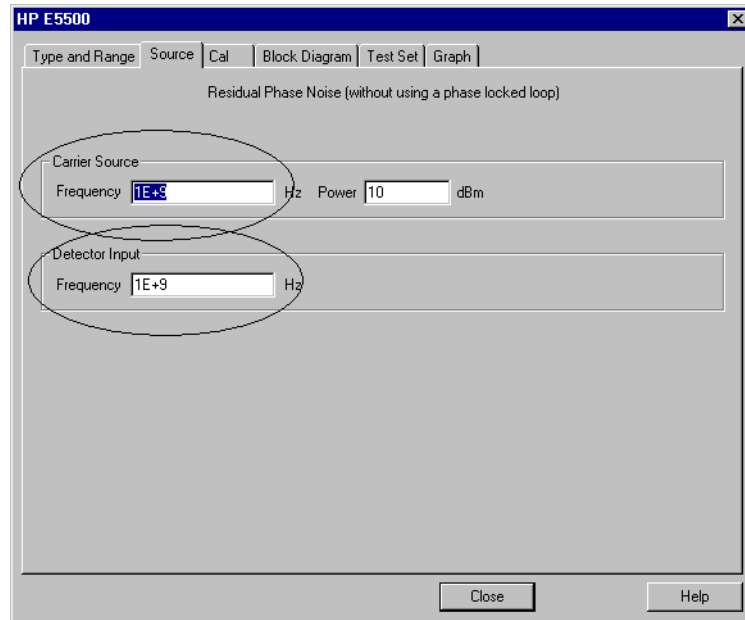 HP E5500
Type and Range Source Cal Block Diagram Test Set Graph
Residual Phase Noise (without using a phase locked loop)
Carrier Source
Frequency 1E+9 Hz Power 10 dBm
Detector Input
Frequency 1E+9 Hz
Close Help